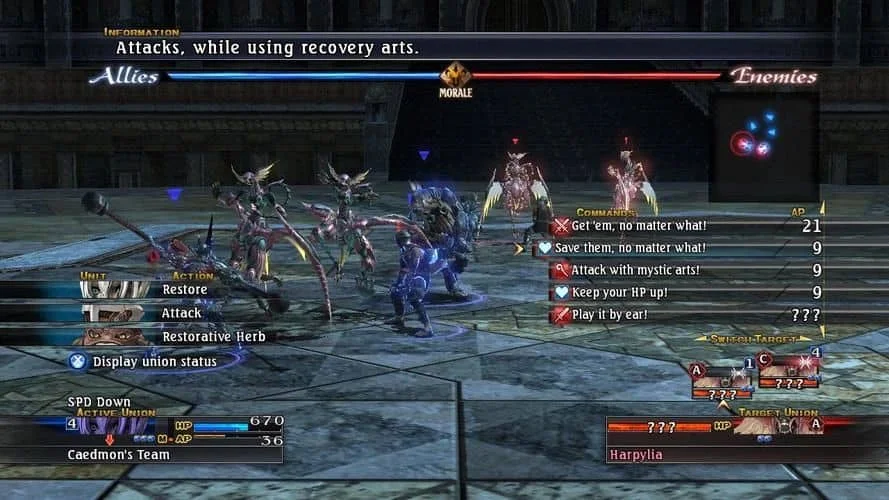 INFORMATION
Attacks, while using recovery arts.
Allies
MORALE
Enemies
COMMANDS AP
Get 'em, no matter what! 21
Save them, no matter what! 9
Attack with mystic arts! 9
Keep your HP up! 9
Play it by ear! ???
UNIT ACTION
Restore
Attack
Restorative Herb
Display union status
SWITCH TARGET
A 1 C 4
??? ???
SPD Down
ACTIVE UNION
4 HP 670
M AP 36
Caedmon's Team
TARGET UNION
??? HP A
Harpylia